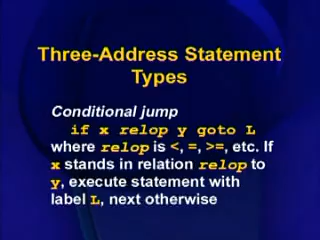 Three-Address Statement
Types
Conditional jump
if x relop y goto L
where relop is <, =, >=, etc. If
x stands in relation relop to
y, execute statement with
label L, next otherwise